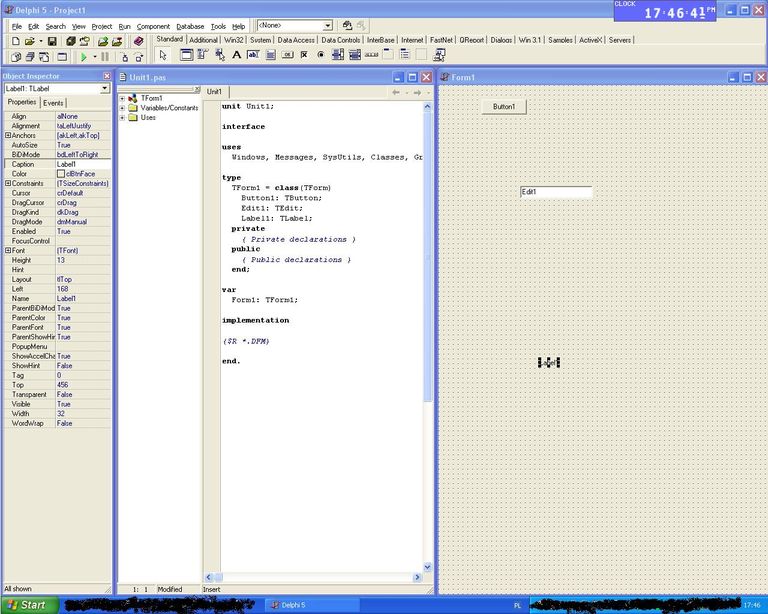 Delphi 5 - Project1
CLOCK
17:46:41 PM
File Edit Search View Project Run Component Database Tools Help
<None>
Standard Additional Win32 System Data Access Data Controls InterBase Internet FastNet QReport Dialogs Win 3.1 Samples ActiveX Servers
Object Inspector
Label1: TLabel
Properties Events
Align alNone
Alignment taLeftJustify
Anchors [akLeft,akTop]
AutoSize True
BiDiMode bdLeftToRight
Caption Label1
Color clBtnFace
Constraints (TSizeConstraints)
Cursor crDefault
DragCursor crDrag
DragKind dkDrag
DragMode dmManual
Enabled True
FocusControl
Font (TFont)
Height 13
Hint
Layout tlTop
Left 168
Name Label1
ParentBiDiMod True
ParentColor True
ParentFont True
ParentShowHin True
PopupMenu
ShowAccelCha True
ShowHint False
Tag 0
Top 456
Transparent False
Visible True
Width 32
WordWrap False
All shown
Unit1.pas
TForm1
Variables/Constants
Uses
Unit1
unit Unit1;
interface
uses
Windows, Messages, SysUtils, Classes, Gr
type
TForm1 = class(TForm)
Button1: TButton;
Edit1: TEdit;
Label1: TLabel;
private
{ Private declarations }
public
{ Public declarations }
end;
var
Form1: TForm1;
implementation
{$R *.DFM}
end.
1: 1 Modified Insert
Form1
Button1
Edit1
Start
Delphi 5
PL
17:46